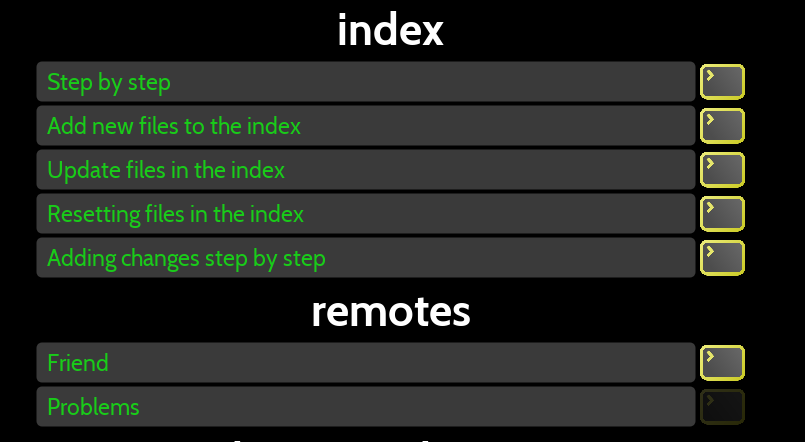 index
Step by step
Add new files to the index
Update files in the index
Resetting files in the index
Adding changes step by step
remotes
Friend
Problems